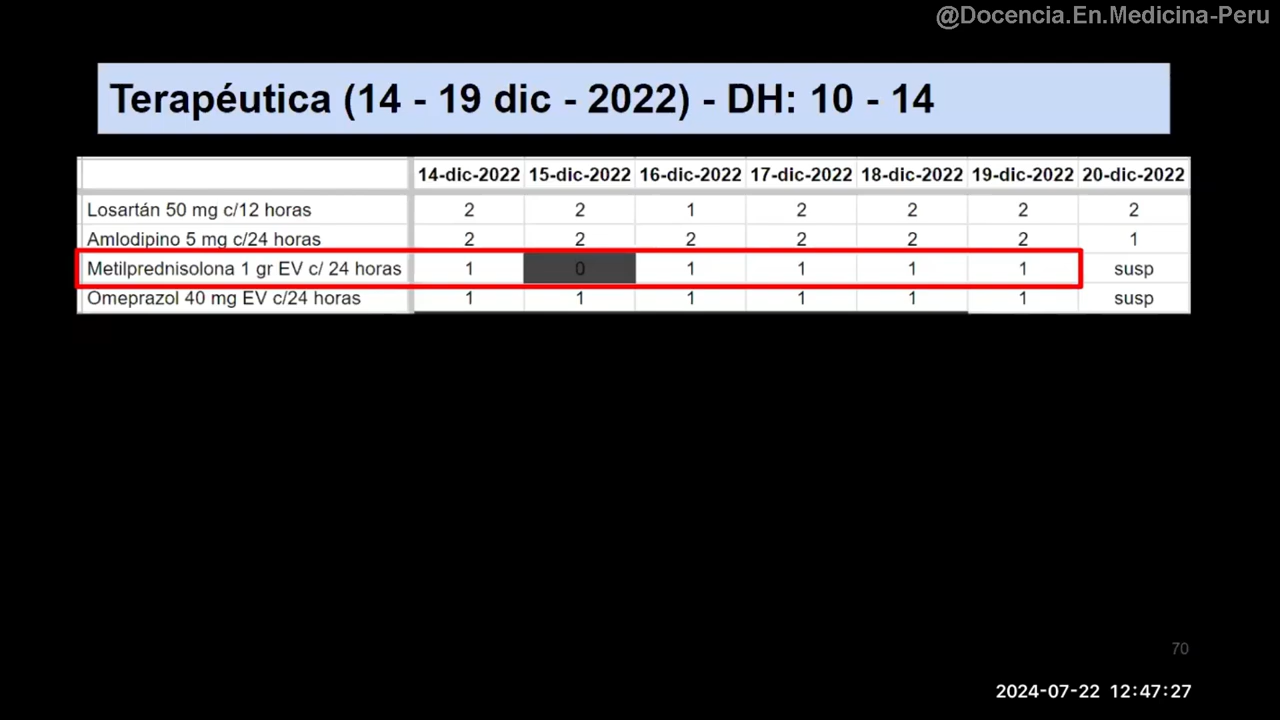 @Docencia.En.Medicina-Peru
Terapéutica (14 - 19 dic - 2022) - DH: 10 - 14
14-dic-2022 15-dic-2022 16-dic-2022 17-dic-2022 18-dic-2022 19-dic-2022 20-dic-2022
Losartán 50 mg c/12 horas 2 2 1 2 2 2 2
Amlodipino 5 mg c/24 horas 2 2 2 2 2 2 1
Metilprednisolona 1 gr EV c/ 24 horas 1 0 1 1 1 1 susp
Omeprazol 40 mg EV c/24 horas 1 1 1 1 1 1 susp
70
2024-07-22 12:47:27